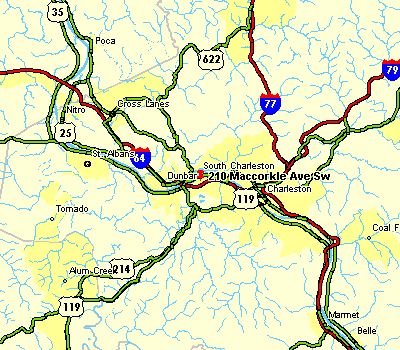 35
Poca
622
79
77
Nitro
Cross Lanes
25
64
St. Albans
South Charleston
Dunbar
210 Maccorkle Ave Sw
Charleston
119
Tornado
Coal F
Alum Creek
214
119
Marmet
Belle